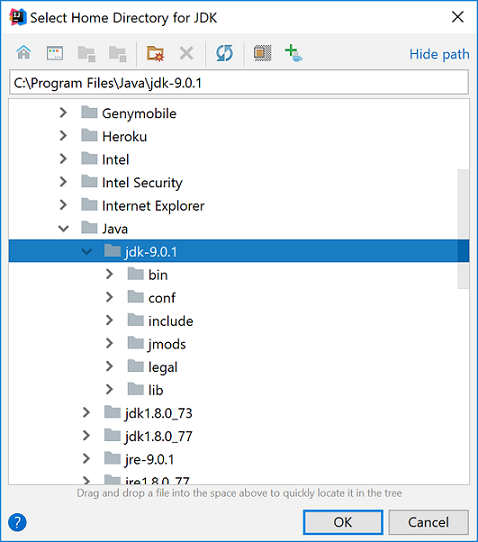 Select Home Directory for JDK
Hide path
C:\Program Files\Java\jdk-9.0.1
Genymobile
Heroku
Intel
Intel Security
Internet Explorer
Java
jdk-9.0.1
bin
conf
include
jmods
legal
lib
jdk1.8.0_73
jdk1.8.0_77
jre-9.0.1
jre1.8.0_77
Drag and drop a file into the space above to quickly locate it in the tree
?
OK
Cancel